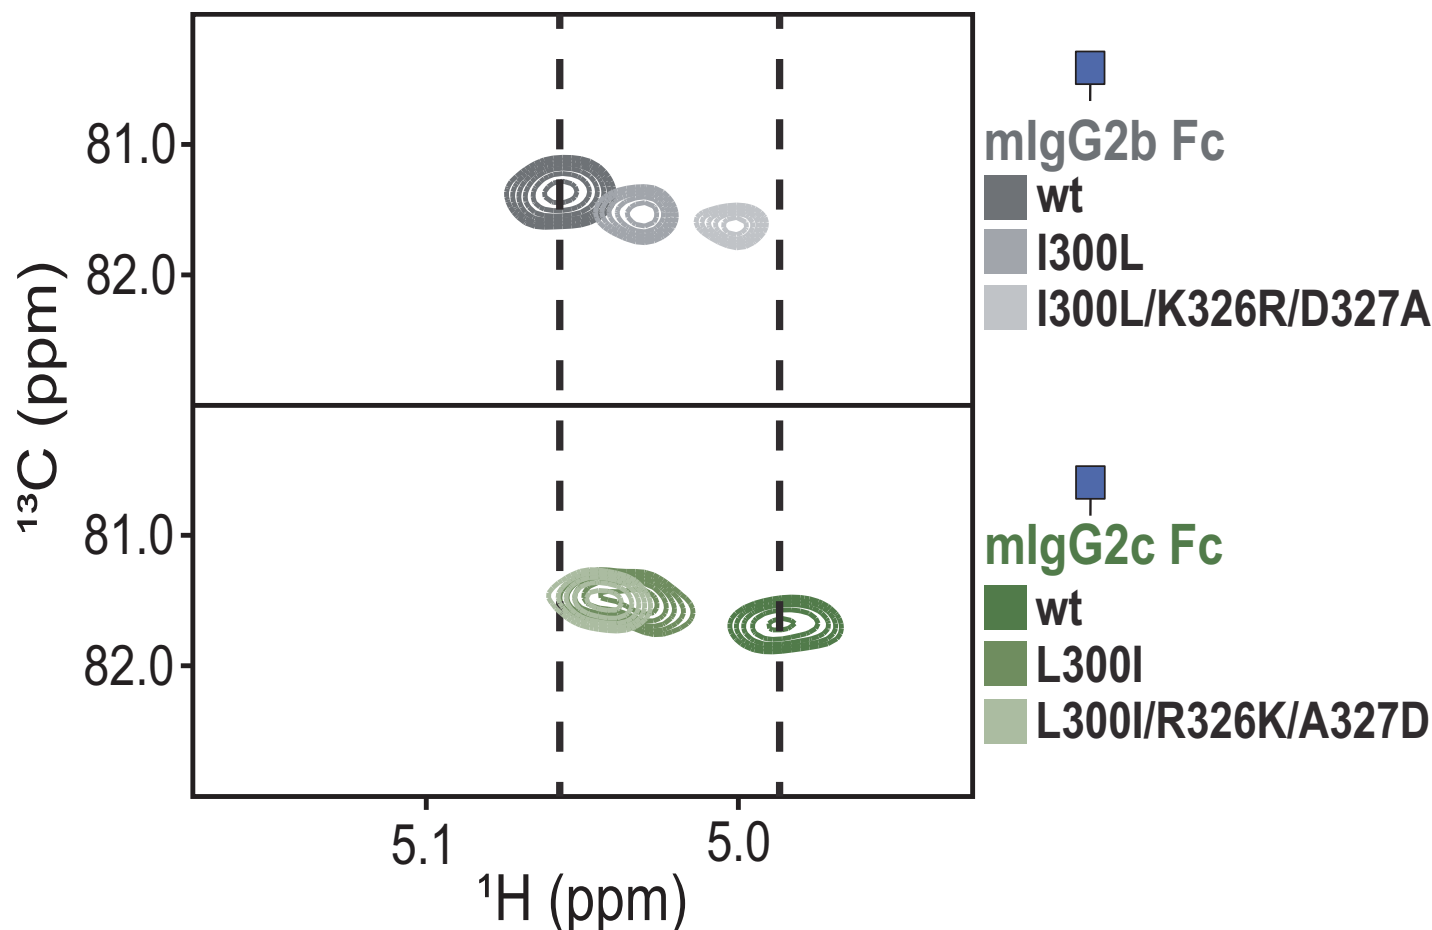 81.0
82.0
81.0
82.0
¹³C (ppm)
5.1
5.0
¹H (ppm)
mIgG2b Fc
wt
I300L
I300L/K326R/D327A
mIgG2c Fc
wt
L300I
L300I/R326K/A327D